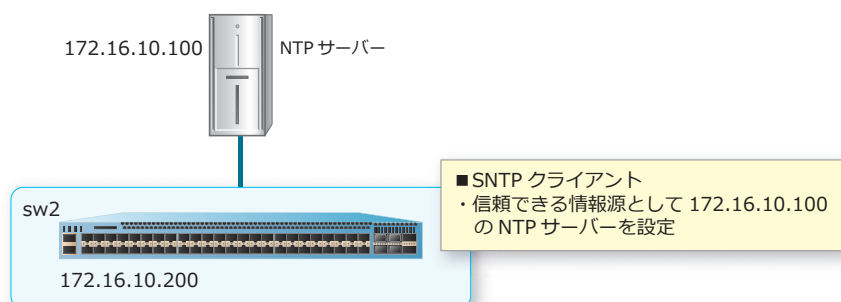 172.16.10.100
NTP サーバー
■SNTP クライアント
・信頼できる情報源として 172.16.10.100
の NTP サーバーを設定
sw2
172.16.10.200